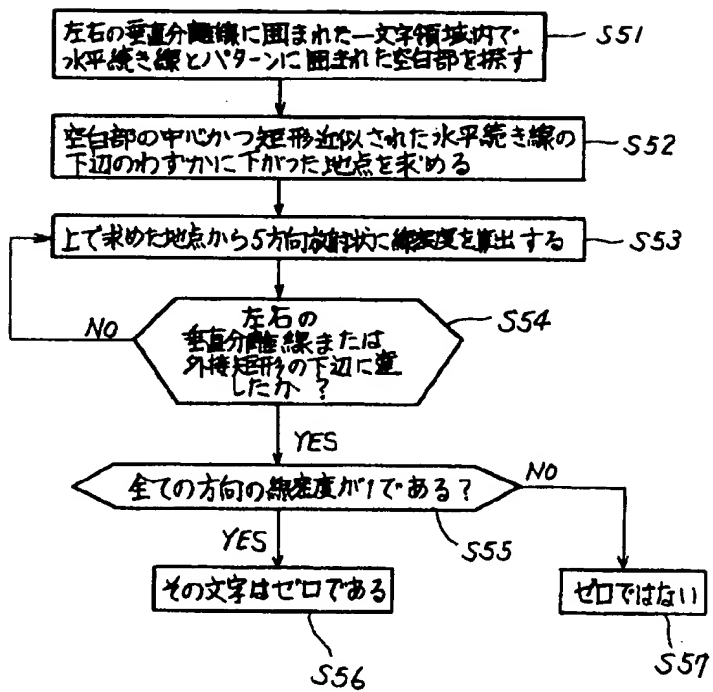 左右の垂直分離線に囲まれた一文字領域内で
水平続き線とパターンに囲まれた空白部を探す
S51
空白部の中心かつ矩形近似された水平続き線の
下辺のわずかに下がった地点を求める
S52
上で求めた地点から5方向放射状に線密度を算出する
S53
左右の
垂直分離線または
外接矩形の下辺に達
したか?
S54
NO
YES
全ての方向の線密度が1である?
NO
S55
YES
その文字はゼロである
ゼロではない
S56
S57